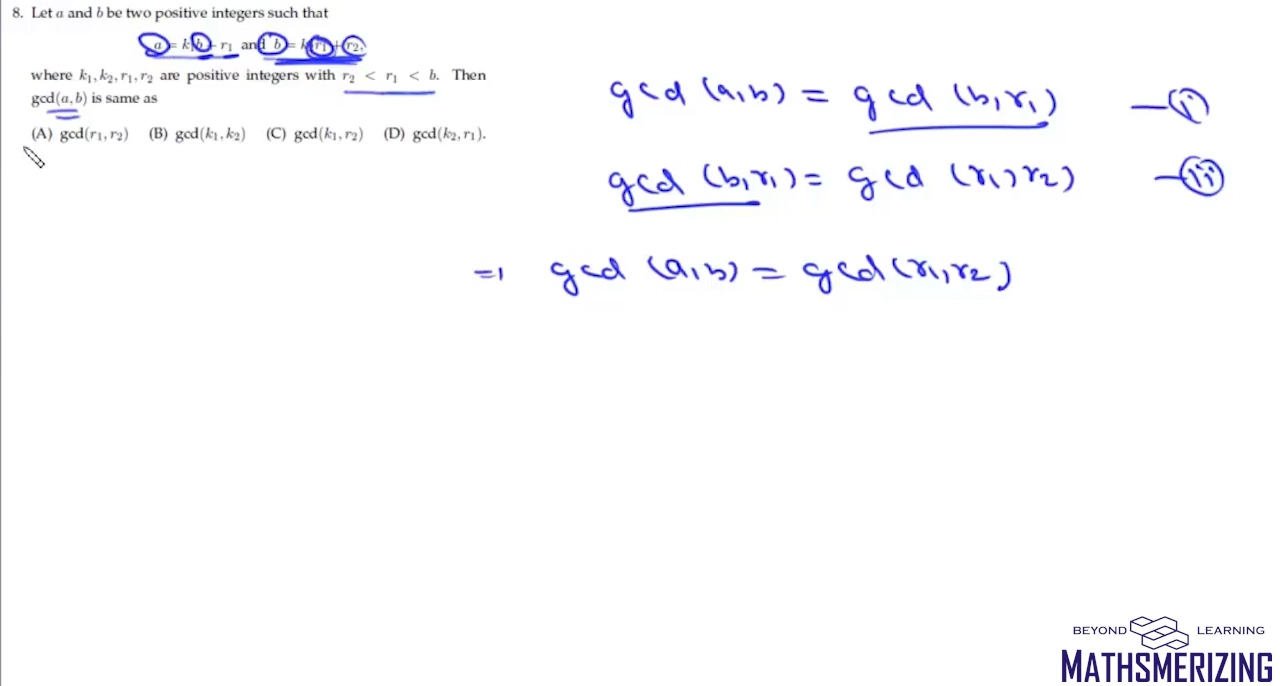 8. Let a and b be two positive integers such that
a = k₁b + r₁ and b = k₂r₁ + r₂,
where k₁, k₂, r₁, r₂ are positive integers with r₂ < r₁ < b. Then
gcd(a, b) is same as
(A) gcd(r₁, r₂) (B) gcd(k₁, k₂) (C) gcd(k₁, r₂) (D) gcd(k₂, r₁).
gcd (a, b) = gcd (b, r₁) — (i)
gcd (b, r₁) = gcd (r₁, r₂) — (ii)
⇒ gcd (a, b) = gcd (r₁, r₂)
BEYOND LEARNING
MATHSMERIZING